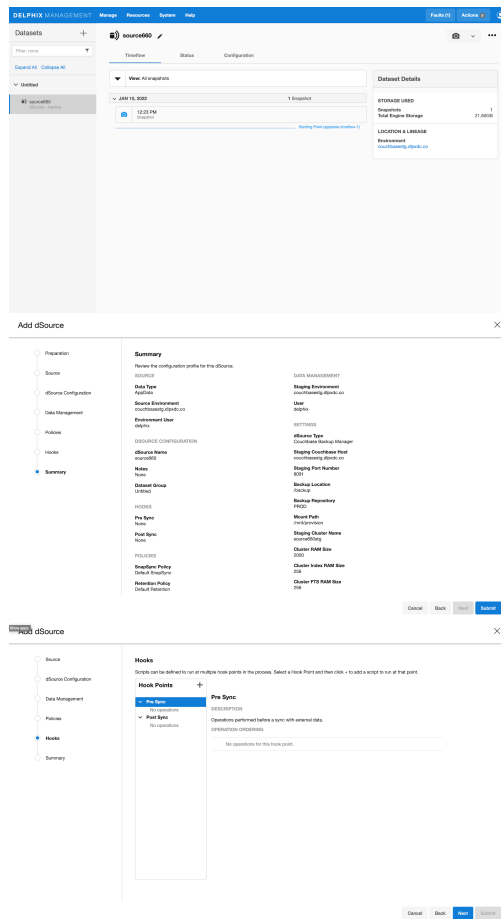 DELPHIX MANAGEMENT Manage Resources System Help Faults (1) Actions
Datasets +
source660
Filter: none
Timeflow Status Configuration
Expand All Collapse All
Untitled
source660
View: All snapshots
JAN 10, 2023 1 Snapshot
12:23 PM
Snapshot
Dataset Details
STORAGE USED
Snapshots 1
Total Engine Storage 21.80GB
LOCATION & LINEAGE
Environment
couchbasestg.dlpxdc.co
Add dSource
Preparation
Source
dSource Configuration
Data Management
Policies
Hooks
Summary
Summary
Review the configuration profile for this dSource.
SOURCE
Data Type
AppData
Source Environment
couchbasestg.dlpxdc.co
Environment User
delphix
DSOURCE CONFIGURATION
dSource Name
source660
Notes
None
Dataset Group
Untitled
HOOKS
Pre Sync
None
Post Sync
None
POLICIES
SnapSync Policy
Default SnapSync
Retention Policy
Default Retention
DATA MANAGEMENT
Staging Environment
couchbasestg.dlpxdc.co
User
delphix
SETTINGS
dSource Type
Couchbase Backup Manager
Staging Couchbase Host
couchbasestg.dlpxdc.co
Staging Port Number
8091
Backup Location
/backup
Backup Repository
PROD
Mount Path
/mnt/provision
Staging Cluster Name
source660stg
Cluster RAM Size
2000
Cluster Index RAM Size
256
Cluster FTS RAM Size
256
Cancel Back Next Submit
Add dSource
Source
dSource Configuration
Data Management
Policies
Hooks
Summary
Hooks
Scripts can be defined to run at multiple hook points in the process. Select a Hook Point and then click + to add a script to run at that point.
Hook Points +
Pre Sync
No operations
Post Sync
No operations
Pre Sync
DESCRIPTION
Operations performed before a sync with external data.
OPERATION ORDERING
No operations for this hook point.
Cancel Back Next Submit